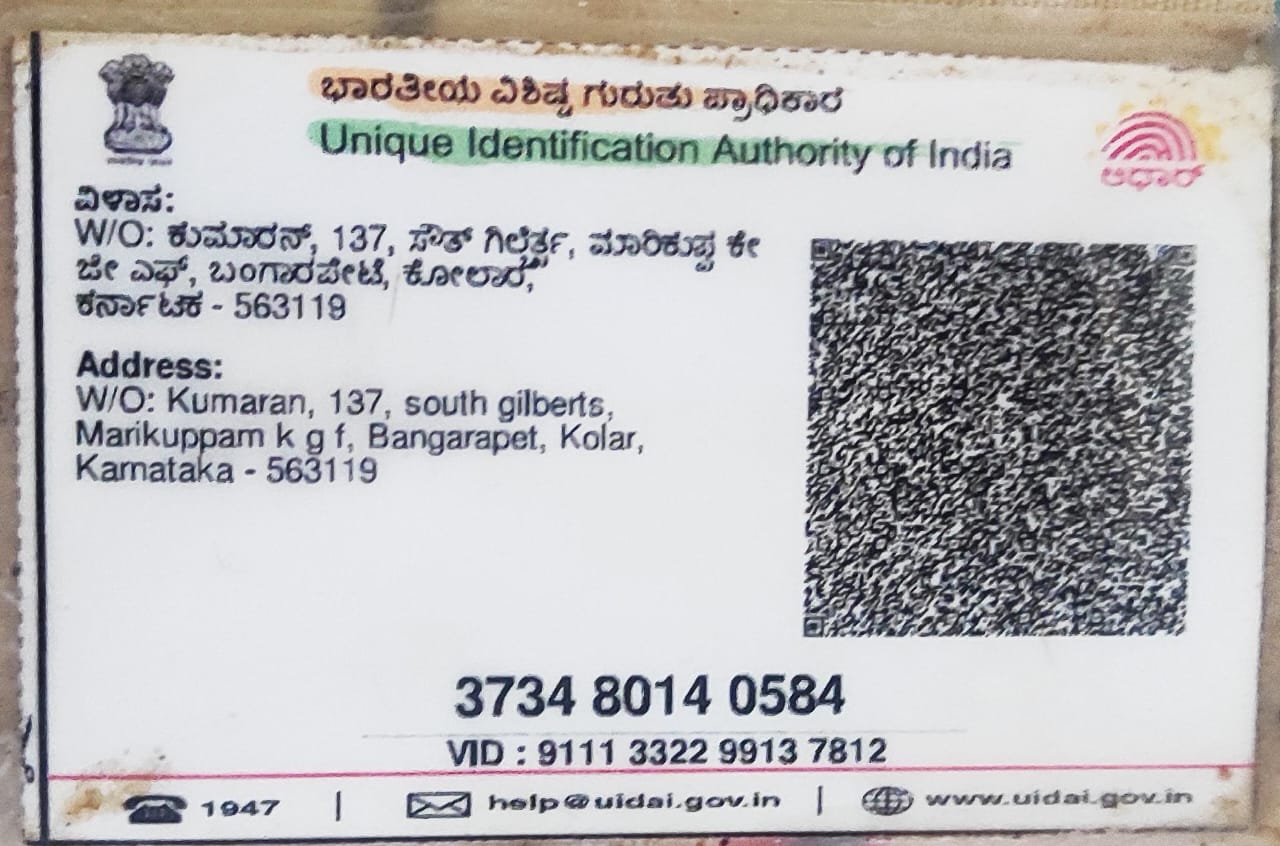 ಭಾರತೀಯ ವಿಶಿಷ್ಟ ಗುರುತು ಪ್ರಾಧಿಕಾರ
Unique Identification Authority of India
ಆಧಾರ್
ವಿಳಾಸ:
W/O: ಕುಮಾರನ್, 137, ಸೌತ್ ಗಿಲ್ಬರ್ಟ್ಸ್, ಮಾರಿಕುಪ್ಪ ಕೇ
ಜೀ ಎಫ್, ಬಂಗಾರಪೇಟೆ, ಕೋಲಾರ,
ಕರ್ನಾಟಕ - 563119
Address:
W/O: Kumaran, 137, south gilberts,
Marikuppam k g f, Bangarapet, Kolar,
Karnataka - 563119
3734 8014 0584
VID : 9111 3322 9913 7812
1947 | help@uidai.gov.in | www.uidai.gov.in